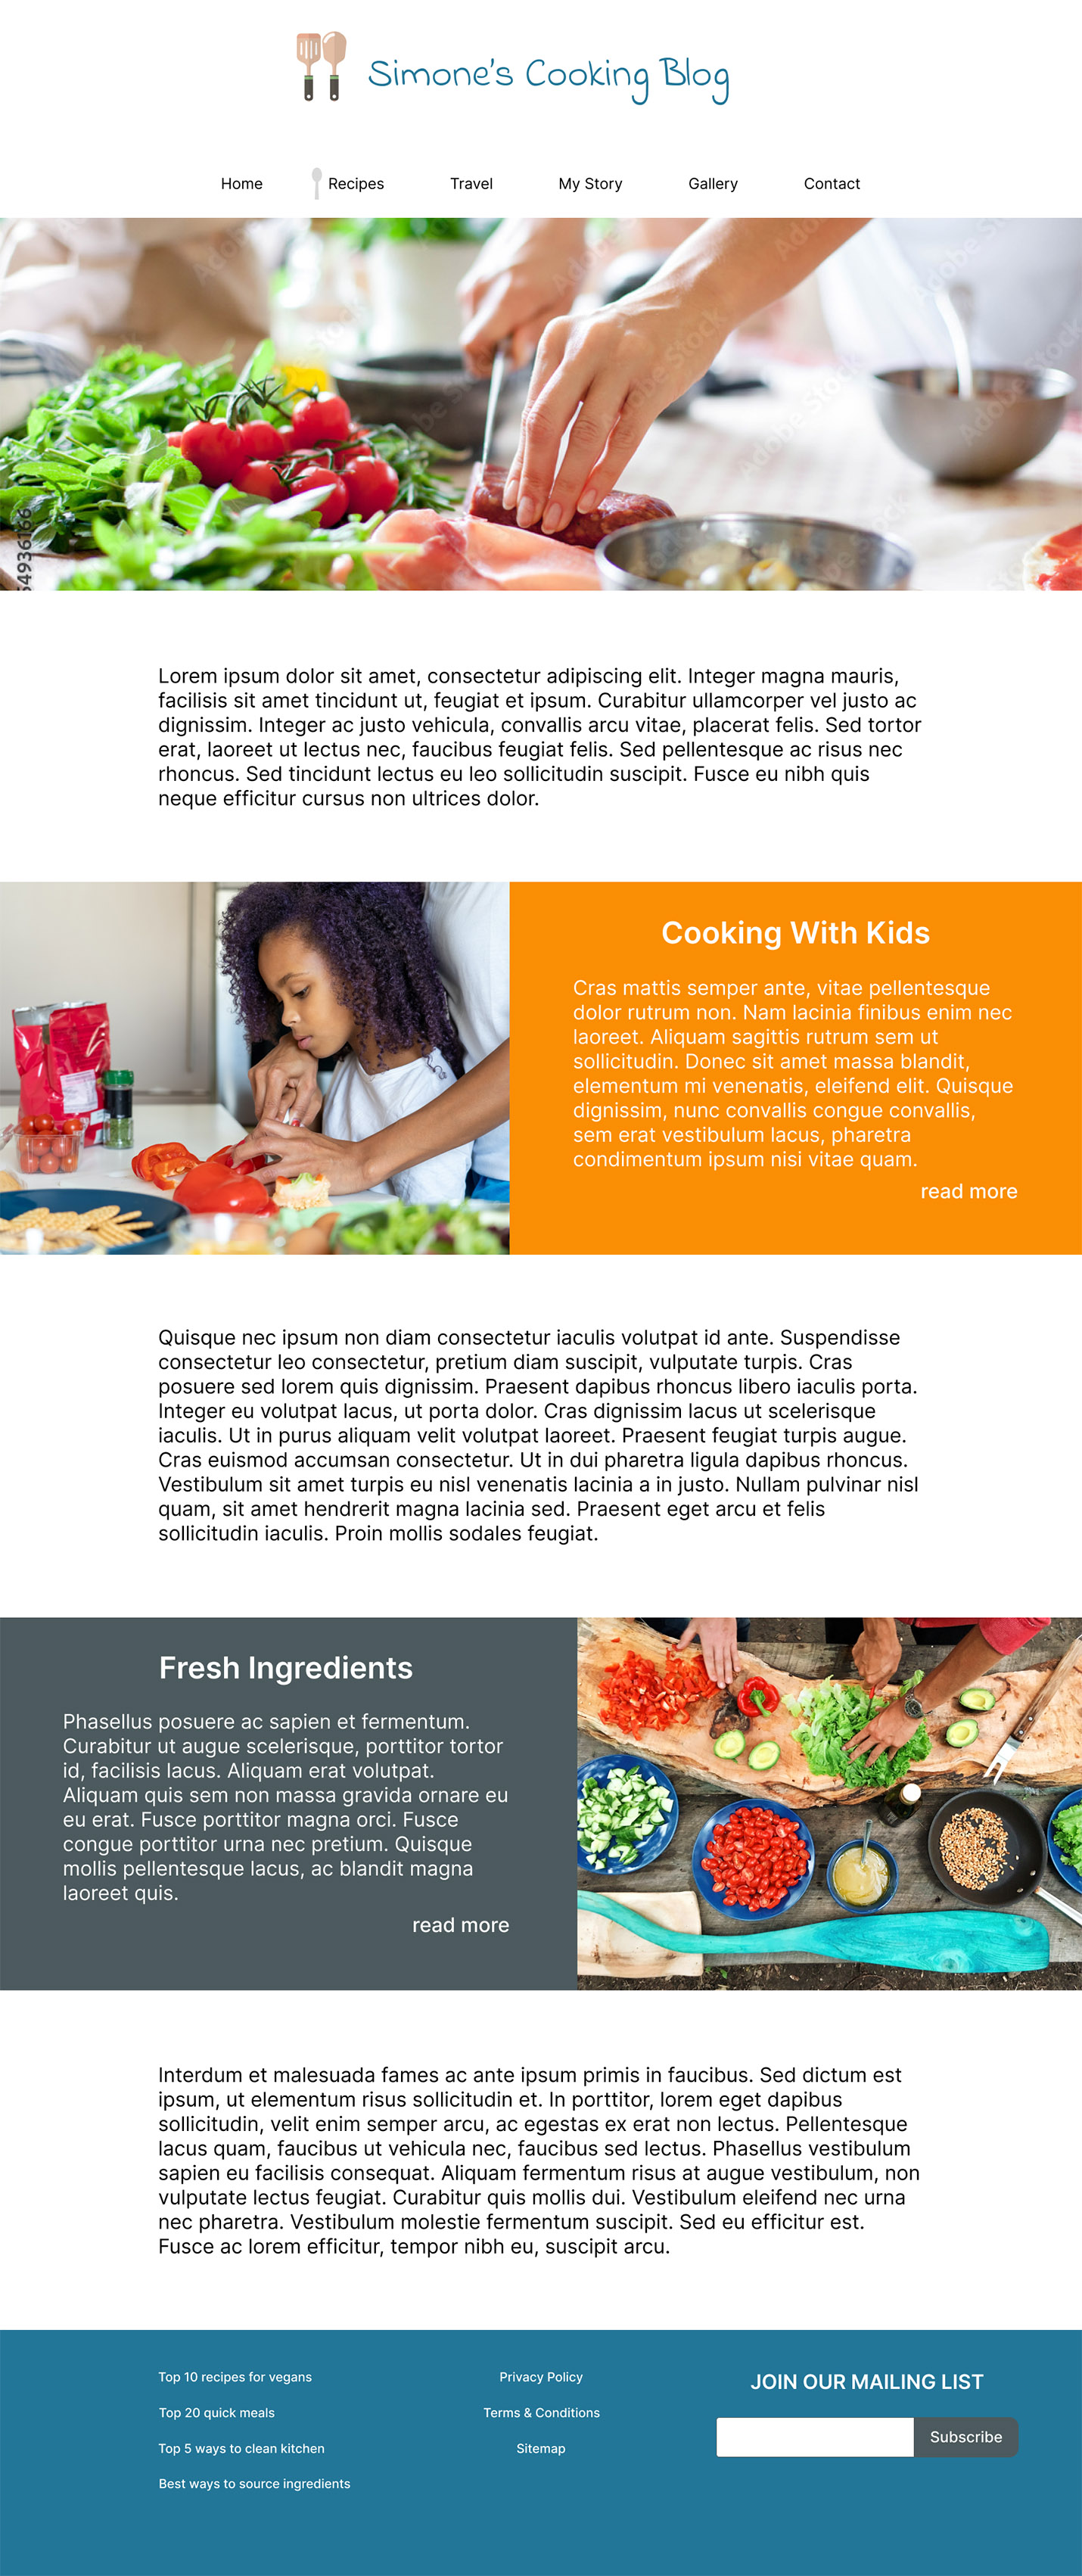 Simone's Cooking Blog
Home Recipes Travel My Story Gallery Contact
Adobe Stock
54936166
Lorem ipsum dolor sit amet, consectetur adipiscing elit. Integer magna mauris,
facilisis sit amet tincidunt ut, feugiat et ipsum. Curabitur ullamcorper vel justo ac
dignissim. Integer ac justo vehicula, convallis arcu vitae, placerat felis. Sed tortor
erat, laoreet ut lectus nec, faucibus feugiat felis. Sed pellentesque ac risus nec
rhoncus. Sed tincidunt lectus eu leo sollicitudin suscipit. Fusce eu nibh quis
neque efficitur cursus non ultrices dolor.
Cooking With Kids
Cras mattis semper ante, vitae pellentesque
dolor rutrum non. Nam lacinia finibus enim nec
laoreet. Aliquam sagittis rutrum sem ut
sollicitudin. Donec sit amet massa blandit,
elementum mi venenatis, eleifend elit. Quisque
dignissim, nunc convallis congue convallis,
sem erat vestibulum lacus, pharetra
condimentum ipsum nisi vitae quam.
read more
Quisque nec ipsum non diam consectetur iaculis volutpat id ante. Suspendisse
consectetur leo consectetur, pretium diam suscipit, vulputate turpis. Cras
posuere sed lorem quis dignissim. Praesent dapibus rhoncus libero iaculis porta.
Integer eu volutpat lacus, ut porta dolor. Cras dignissim lacus ut scelerisque
iaculis. Ut in purus aliquam velit volutpat laoreet. Praesent feugiat turpis augue.
Cras euismod accumsan consectetur. Ut in dui pharetra ligula dapibus rhoncus.
Vestibulum sit amet turpis eu nisl venenatis lacinia a in justo. Nullam pulvinar nisl
quam, sit amet hendrerit magna lacinia sed. Praesent eget arcu et felis
sollicitudin iaculis. Proin mollis sodales feugiat.
Fresh Ingredients
Phasellus posuere ac sapien et fermentum.
Curabitur ut augue scelerisque, porttitor tortor
id, facilisis lacus. Aliquam erat volutpat.
Aliquam quis sem non massa gravida ornare eu
eu erat. Fusce porttitor magna orci. Fusce
congue porttitor urna nec pretium. Quisque
mollis pellentesque lacus, ac blandit magna
laoreet quis.
read more
Interdum et malesuada fames ac ante ipsum primis in faucibus. Sed dictum est
ipsum, ut elementum risus sollicitudin et. In porttitor, lorem eget dapibus
sollicitudin, velit enim semper arcu, ac egestas ex erat non lectus. Pellentesque
lacus quam, faucibus ut vehicula nec, faucibus sed lectus. Phasellus vestibulum
sapien eu facilisis consequat. Aliquam fermentum risus at augue vestibulum, non
vulputate lectus feugiat. Curabitur quis mollis dui. Vestibulum eleifend nec urna
nec pharetra. Vestibulum molestie fermentum suscipit. Sed eu efficitur est.
Fusce ac lorem efficitur, tempor nibh eu, suscipit arcu.
Top 10 recipes for vegans
Top 20 quick meals
Top 5 ways to clean kitchen
Best ways to source ingredients
Privacy Policy
Terms & Conditions
Sitemap
JOIN OUR MAILING LIST
Subscribe